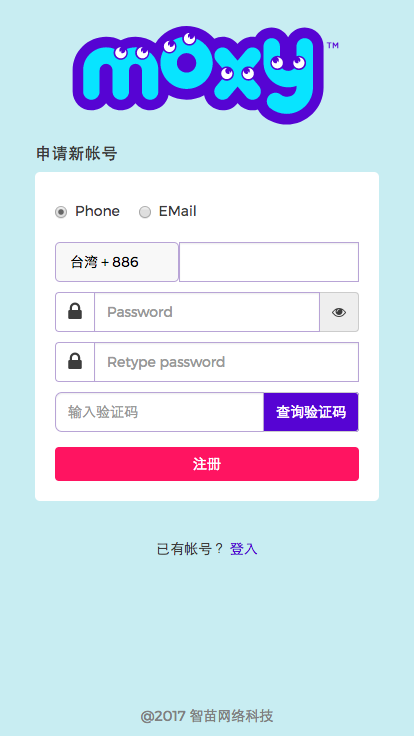 moxy™
申请新帐号
Phone EMail
台湾 + 886
Password
Retype password
输入验证码 查询验证码
注册
已有帐号？ 登入
@2017 智苗网络科技